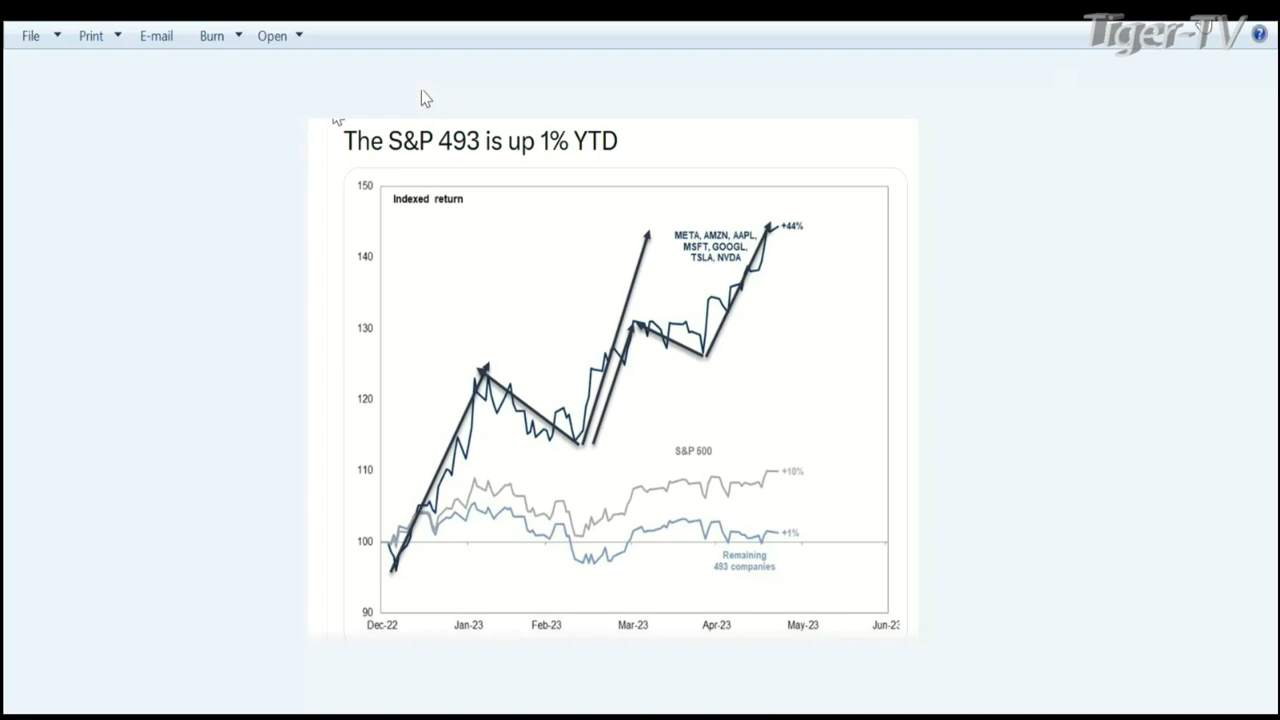 File Print E-mail Burn Open
Tiger-TV
The S&P 493 is up 1% YTD
150
Indexed return
+44%
META, AMZN, AAPL,
MSFT, GOOGL,
TSLA, NVDA
140
130
120
S&P 500
110
+10%
100
+1%
Remaining
493 companies
90
Dec-22 Jan-23 Feb-23 Mar-23 Apr-23 May-23 Jun-23